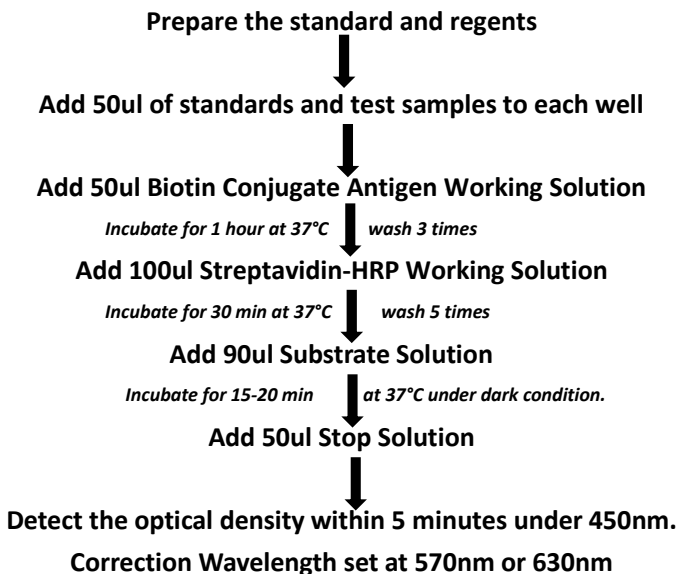 Prepare the standard and regents
Add 50ul of standards and test samples to each well
Add 50ul Biotin Conjugate Antigen Working Solution
Incubate for 1 hour at 37°C wash 3 times
Add 100ul Streptavidin-HRP Working Solution
Incubate for 30 min at 37°C wash 5 times
Add 90ul Substrate Solution
Incubate for 15-20 min at 37°C under dark condition.
Add 50ul Stop Solution
Detect the optical density within 5 minutes under 450nm.
Correction Wavelength set at 570nm or 630nm